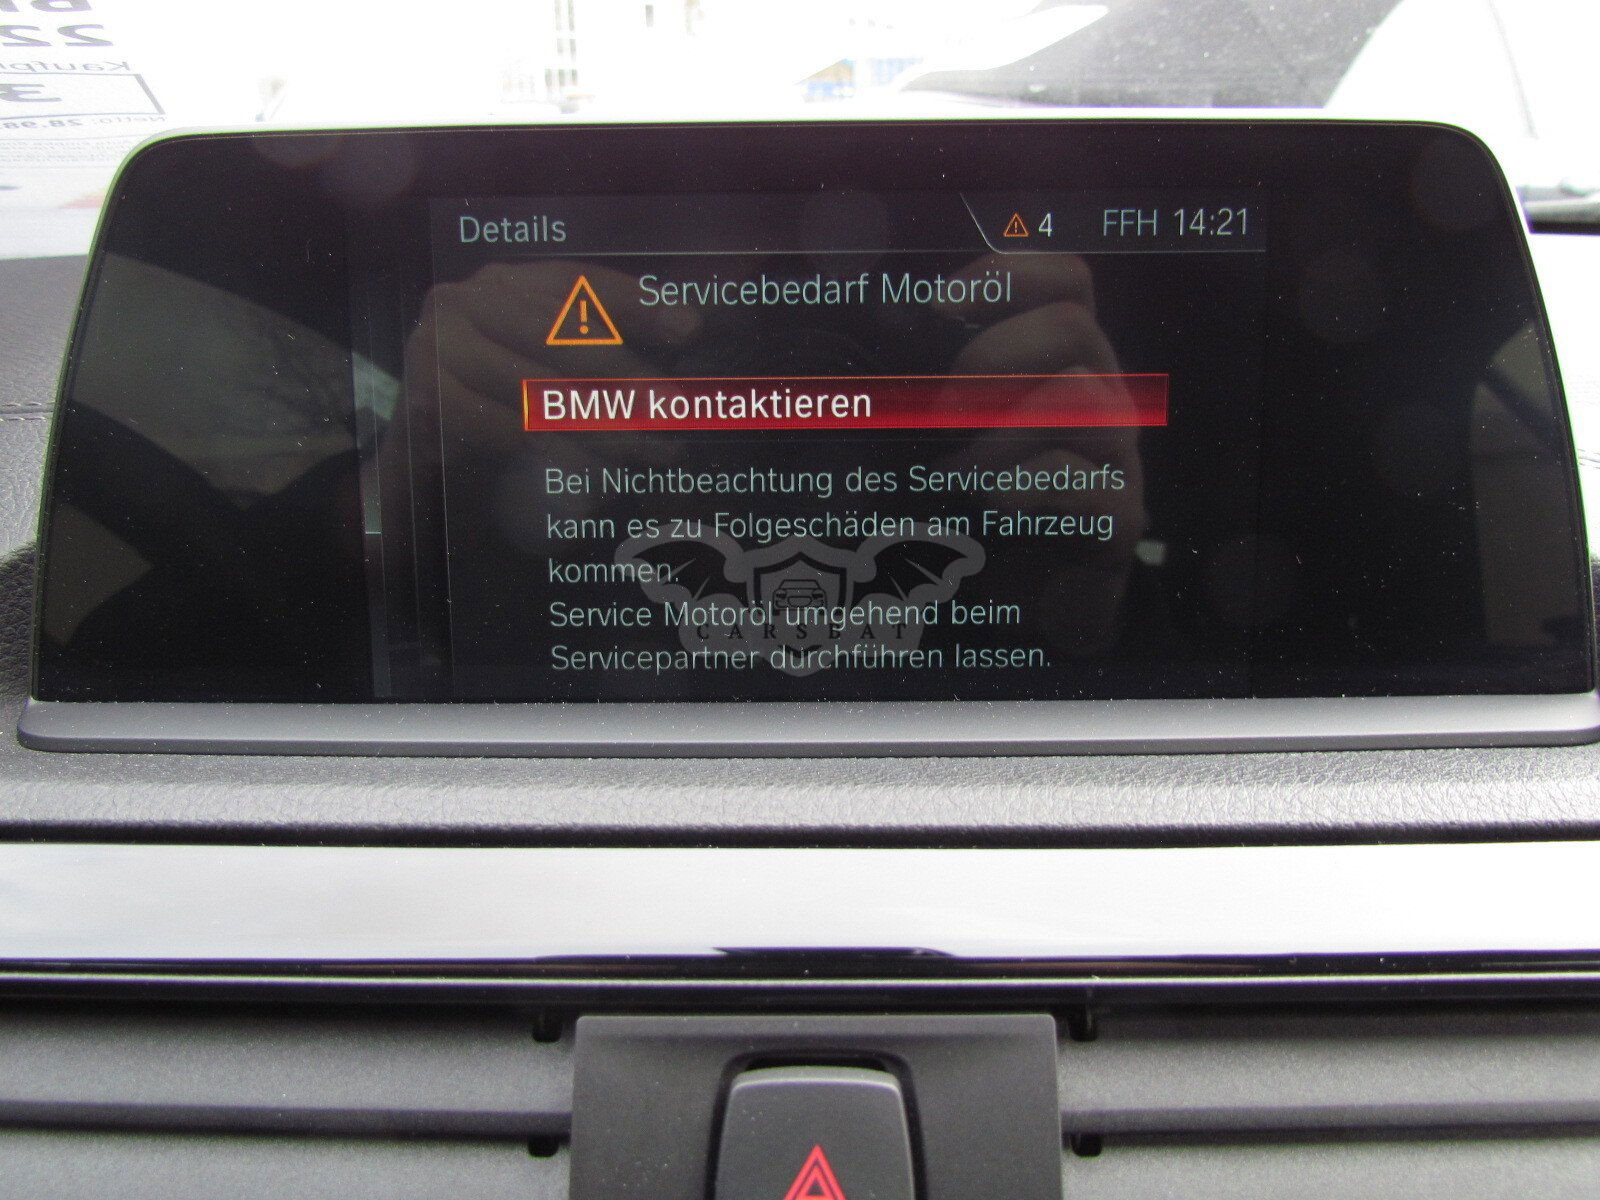 Details
4
FFH 14:21
Servicebedarf Motoröl
BMW kontaktieren
Bei Nichtbeachtung des Servicebedarfs
kann es zu Folgeschäden am Fahrzeug
kommen.
Service Motoröl umgehend beim
Servicepartner durchführen lassen.
CARSBAT